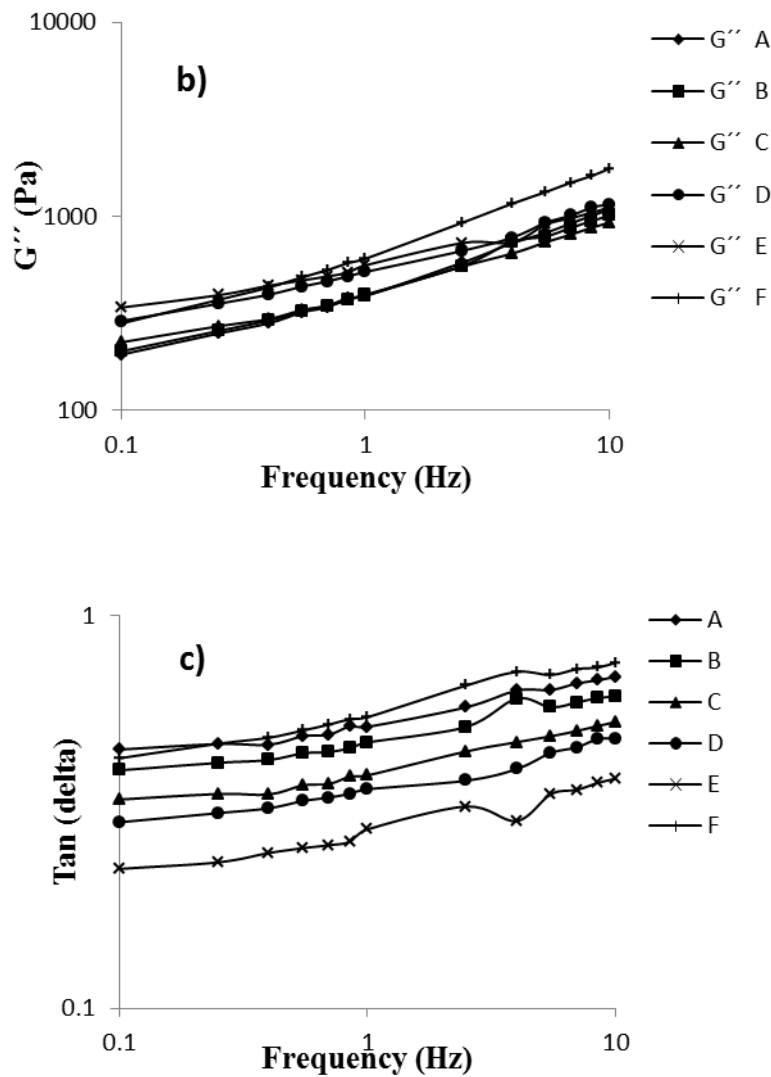 10000
b)
1000
G´´ (Pa)
100
0.1
1
10
Frequency (Hz)
G´´ A
G´´ B
G´´ C
G´´ D
G´´ E
G´´ F
1
c)
Tan (delta)
0.1
0.1
1
10
Frequency (Hz)
A
B
C
D
E
F